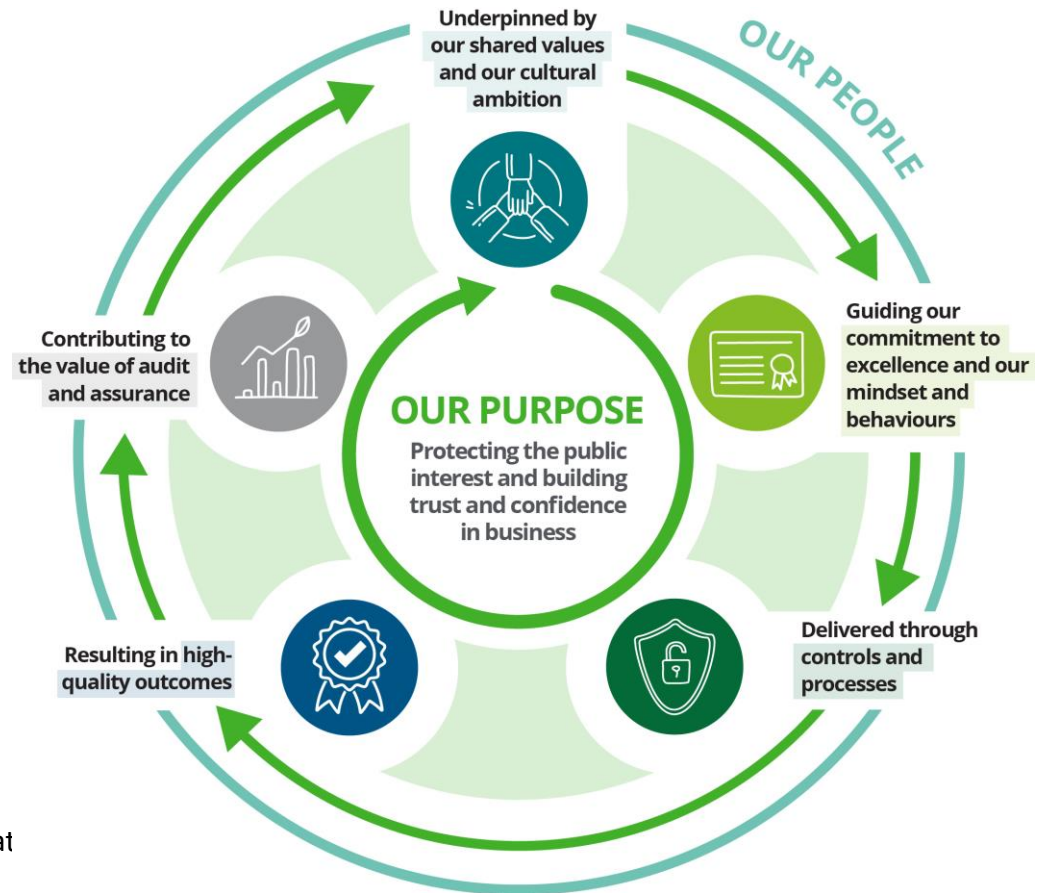 Underpinned by
our shared values
and our cultural
ambition
OUR PEOPLE
Guiding our
commitment to
excellence and our
mindset and
behaviours
Delivered through
controls and
processes
Resulting in high-
quality outcomes
Contributing to
the value of audit
and assurance
OUR PURPOSE
Protecting the public
interest and building
trust and confidence
in business
at